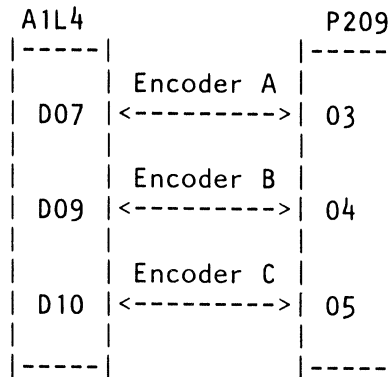 A1L4 P209
|-----| |-----
Encoder A
| D07 |<--------->| 03
Encoder B
| D09 |<--------->| 04
Encoder C
| D10 |<--------->| 05
|-----| |-----